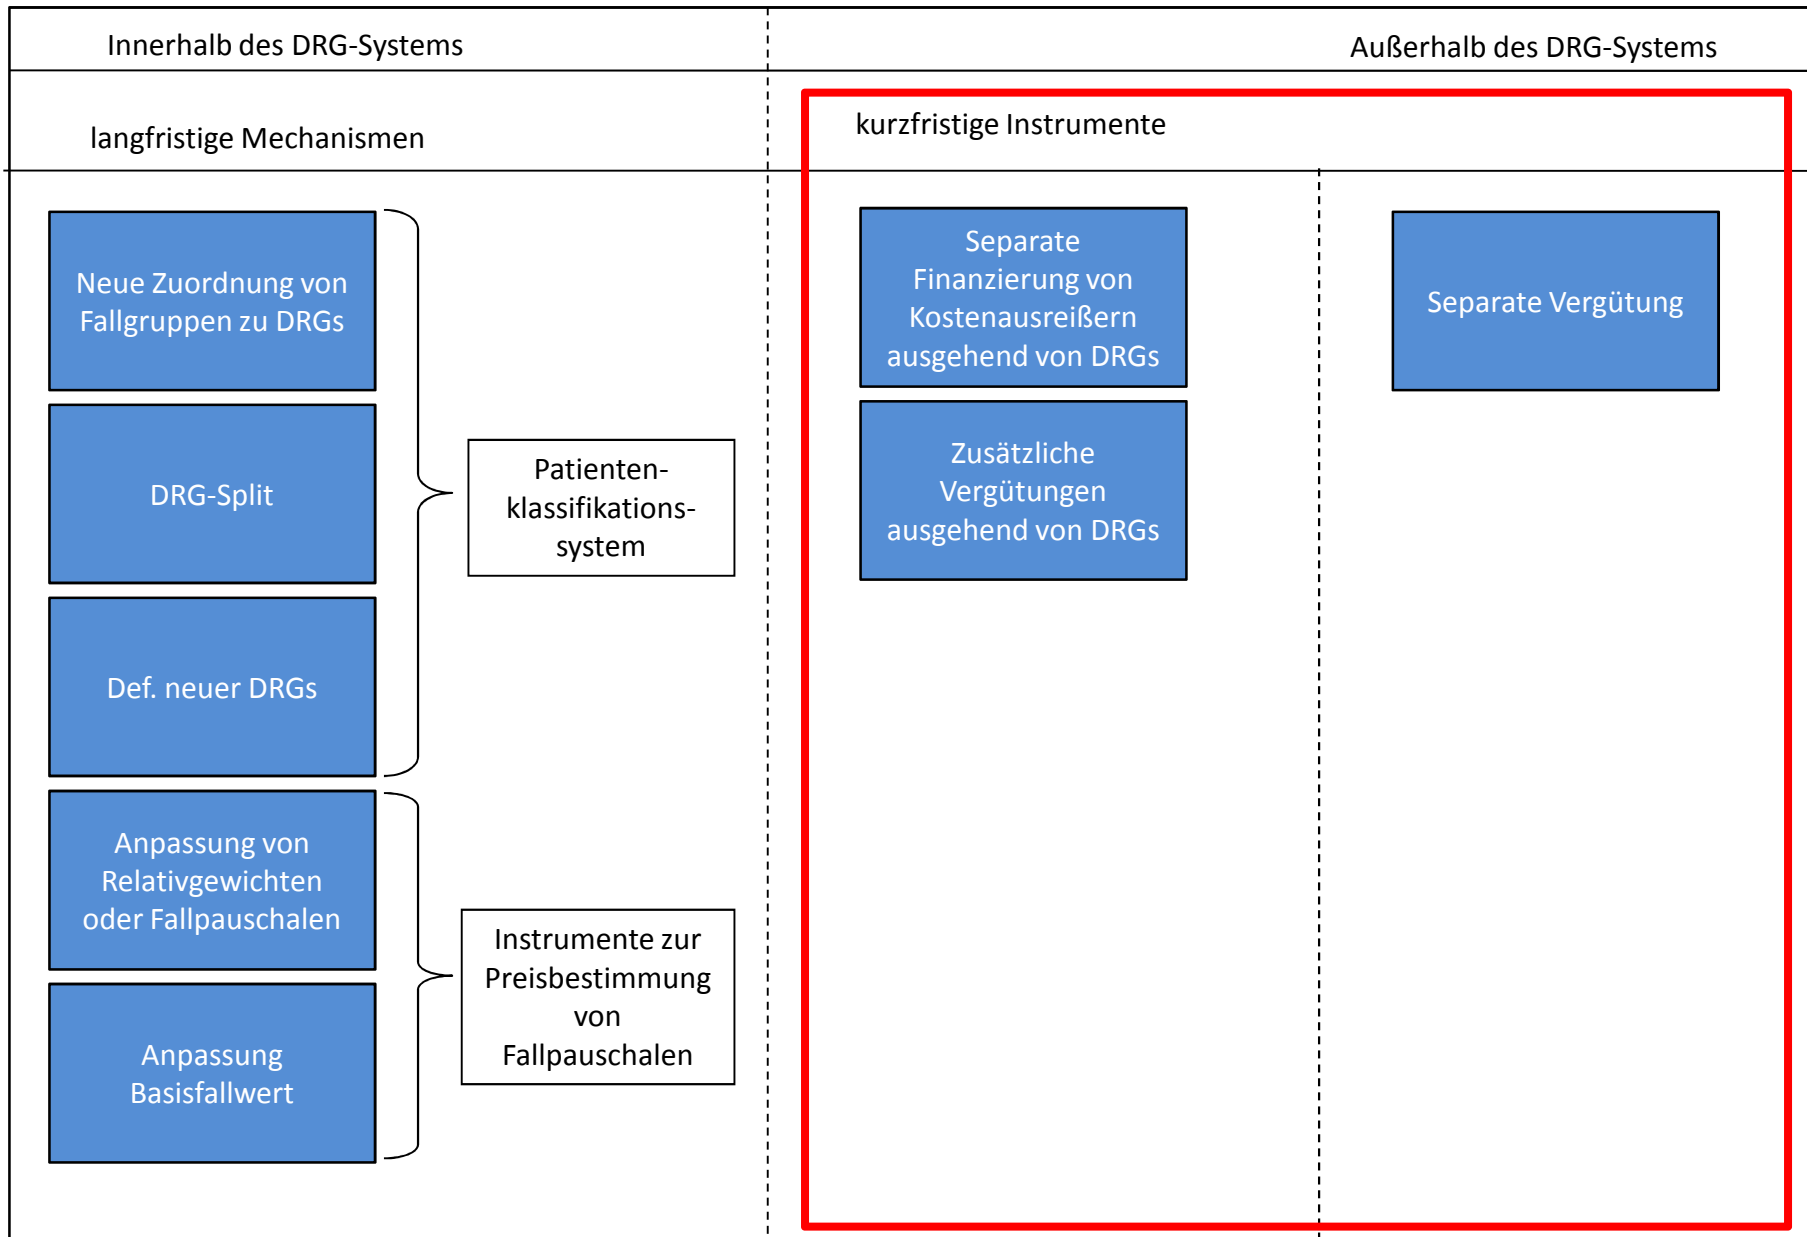 Innerhalb des DRG-Systems
Außerhalb des DRG-Systems
langfristige Mechanismen
kurzfristige Instrumente
Neue Zuordnung von
Fallgruppen zu DRGs
DRG-Split
Def. neuer DRGs
Patienten-
klassifikations-
system
Anpassung von
Relativgewichten
oder Fallpauschalen
Anpassung
Basisfallwert
Instrumente zur
Preisbestimmung
von
Fallpauschalen
Separate
Finanzierung von
Kostenausreißern
ausgehend von DRGs
Zusätzliche
Vergütungen
ausgehend von DRGs
Separate Vergütung